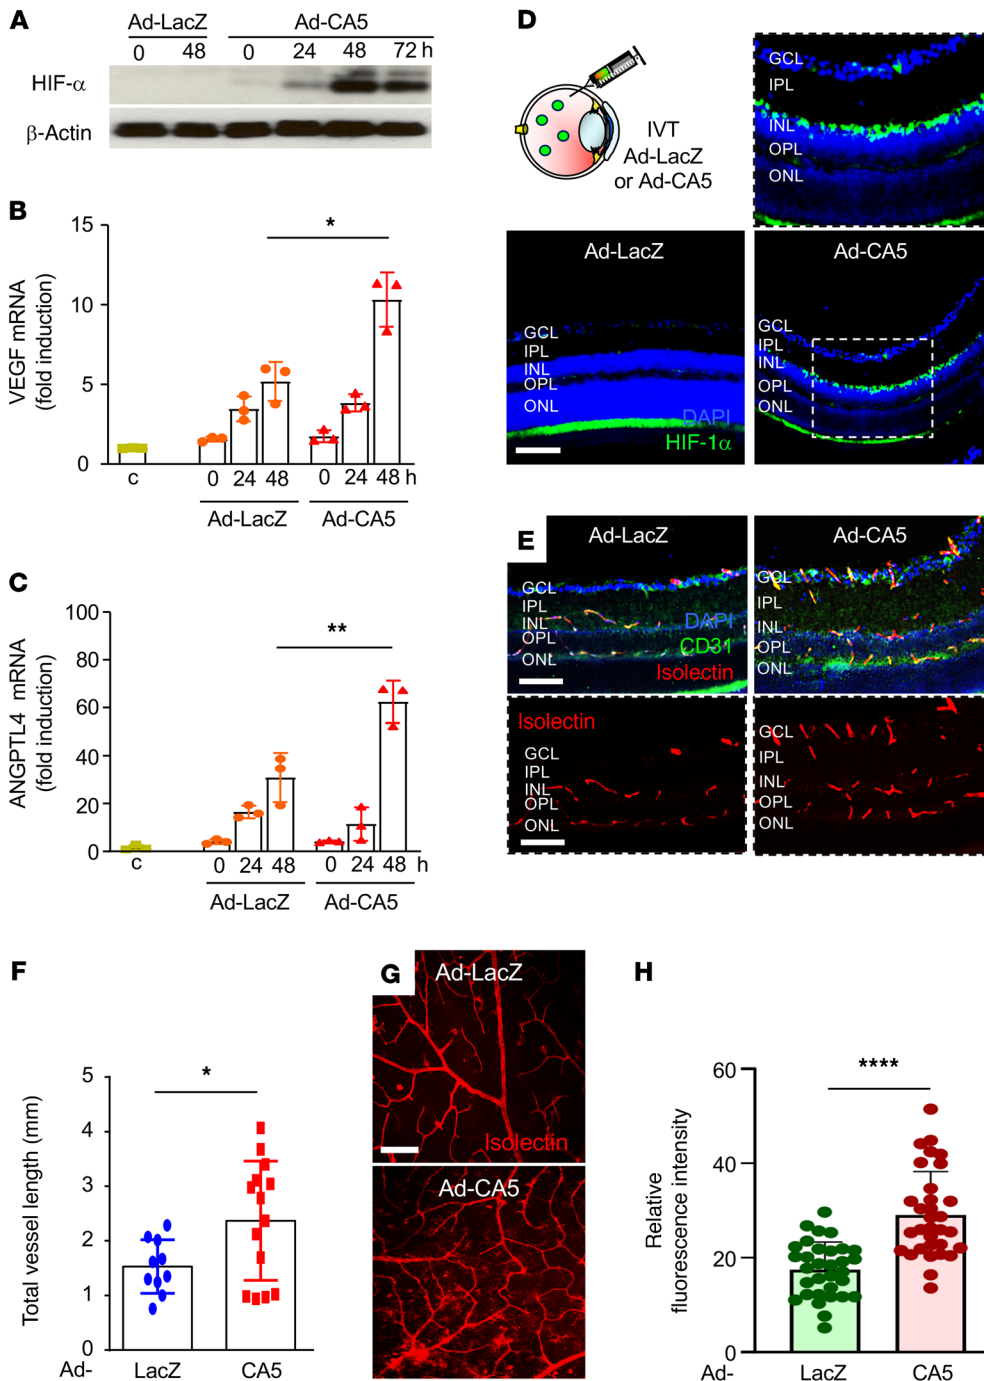 A
Ad-LacZ
Ad-CA5
0 48 0 24 48 72 h
HIF-α
β-Actin
B
VEGF mRNA
(fold induction)
15
10
5
0
*
c
0 24 48 0 24 48 h
Ad-LacZ
Ad-CA5
C
ANGPTL4 mRNA
(fold induction)
100
80
60
40
20
0
**
c
0 24 48 0 24 48 h
Ad-LacZ
Ad-CA5
D
IVT
Ad-LacZ
or Ad-CA5
GCL
IPL
INL
OPL
ONL
Ad-LacZ
GCL
IPL
INL
OPL
ONL
DAPI
HIF-1α
Ad-CA5
GCL
IPL
INL
OPL
ONL
E
Ad-LacZ
GCL
IPL
INL
OPL
ONL
DAPI
CD31
Isolectin
Ad-CA5
GCL
IPL
INL
OPL
ONL
Isolectin
GCL
IPL
INL
OPL
ONL
GCL
IPL
INL
OPL
ONL
F
Total vessel length (mm)
5
4
3
2
1
0
*
Ad- LacZ CA5
G
Ad-LacZ
Isolectin
Ad-CA5
H
Relative
fluorescence intensity
60
40
20
0
****
Ad- LacZ CA5